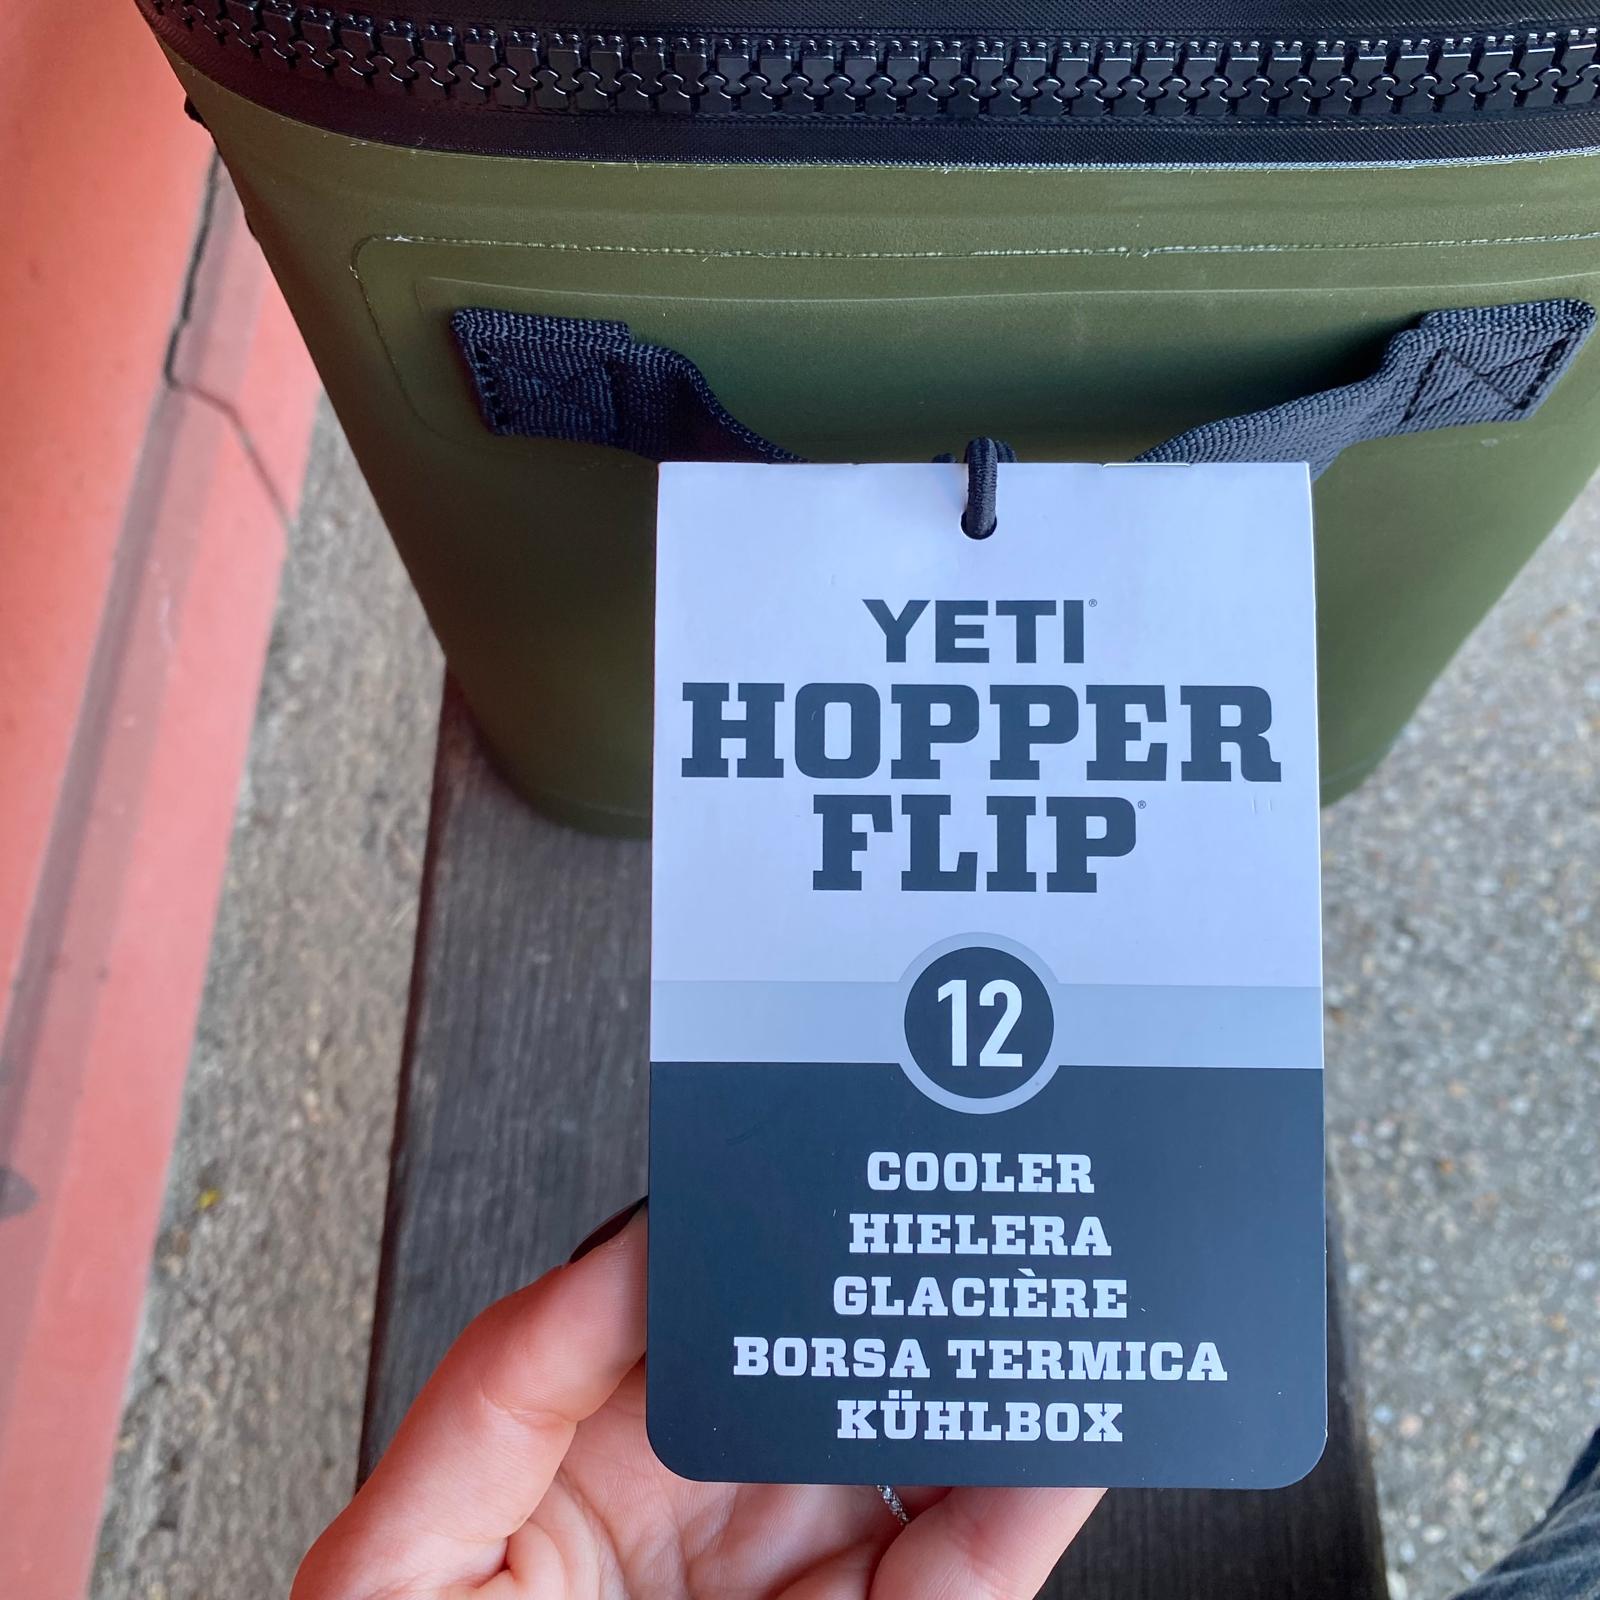 YETI®
HOPPER
FLIP®
12
COOLER
HIELERA
GLACIÈRE
BORSA TERMICA
KÜHLBOX